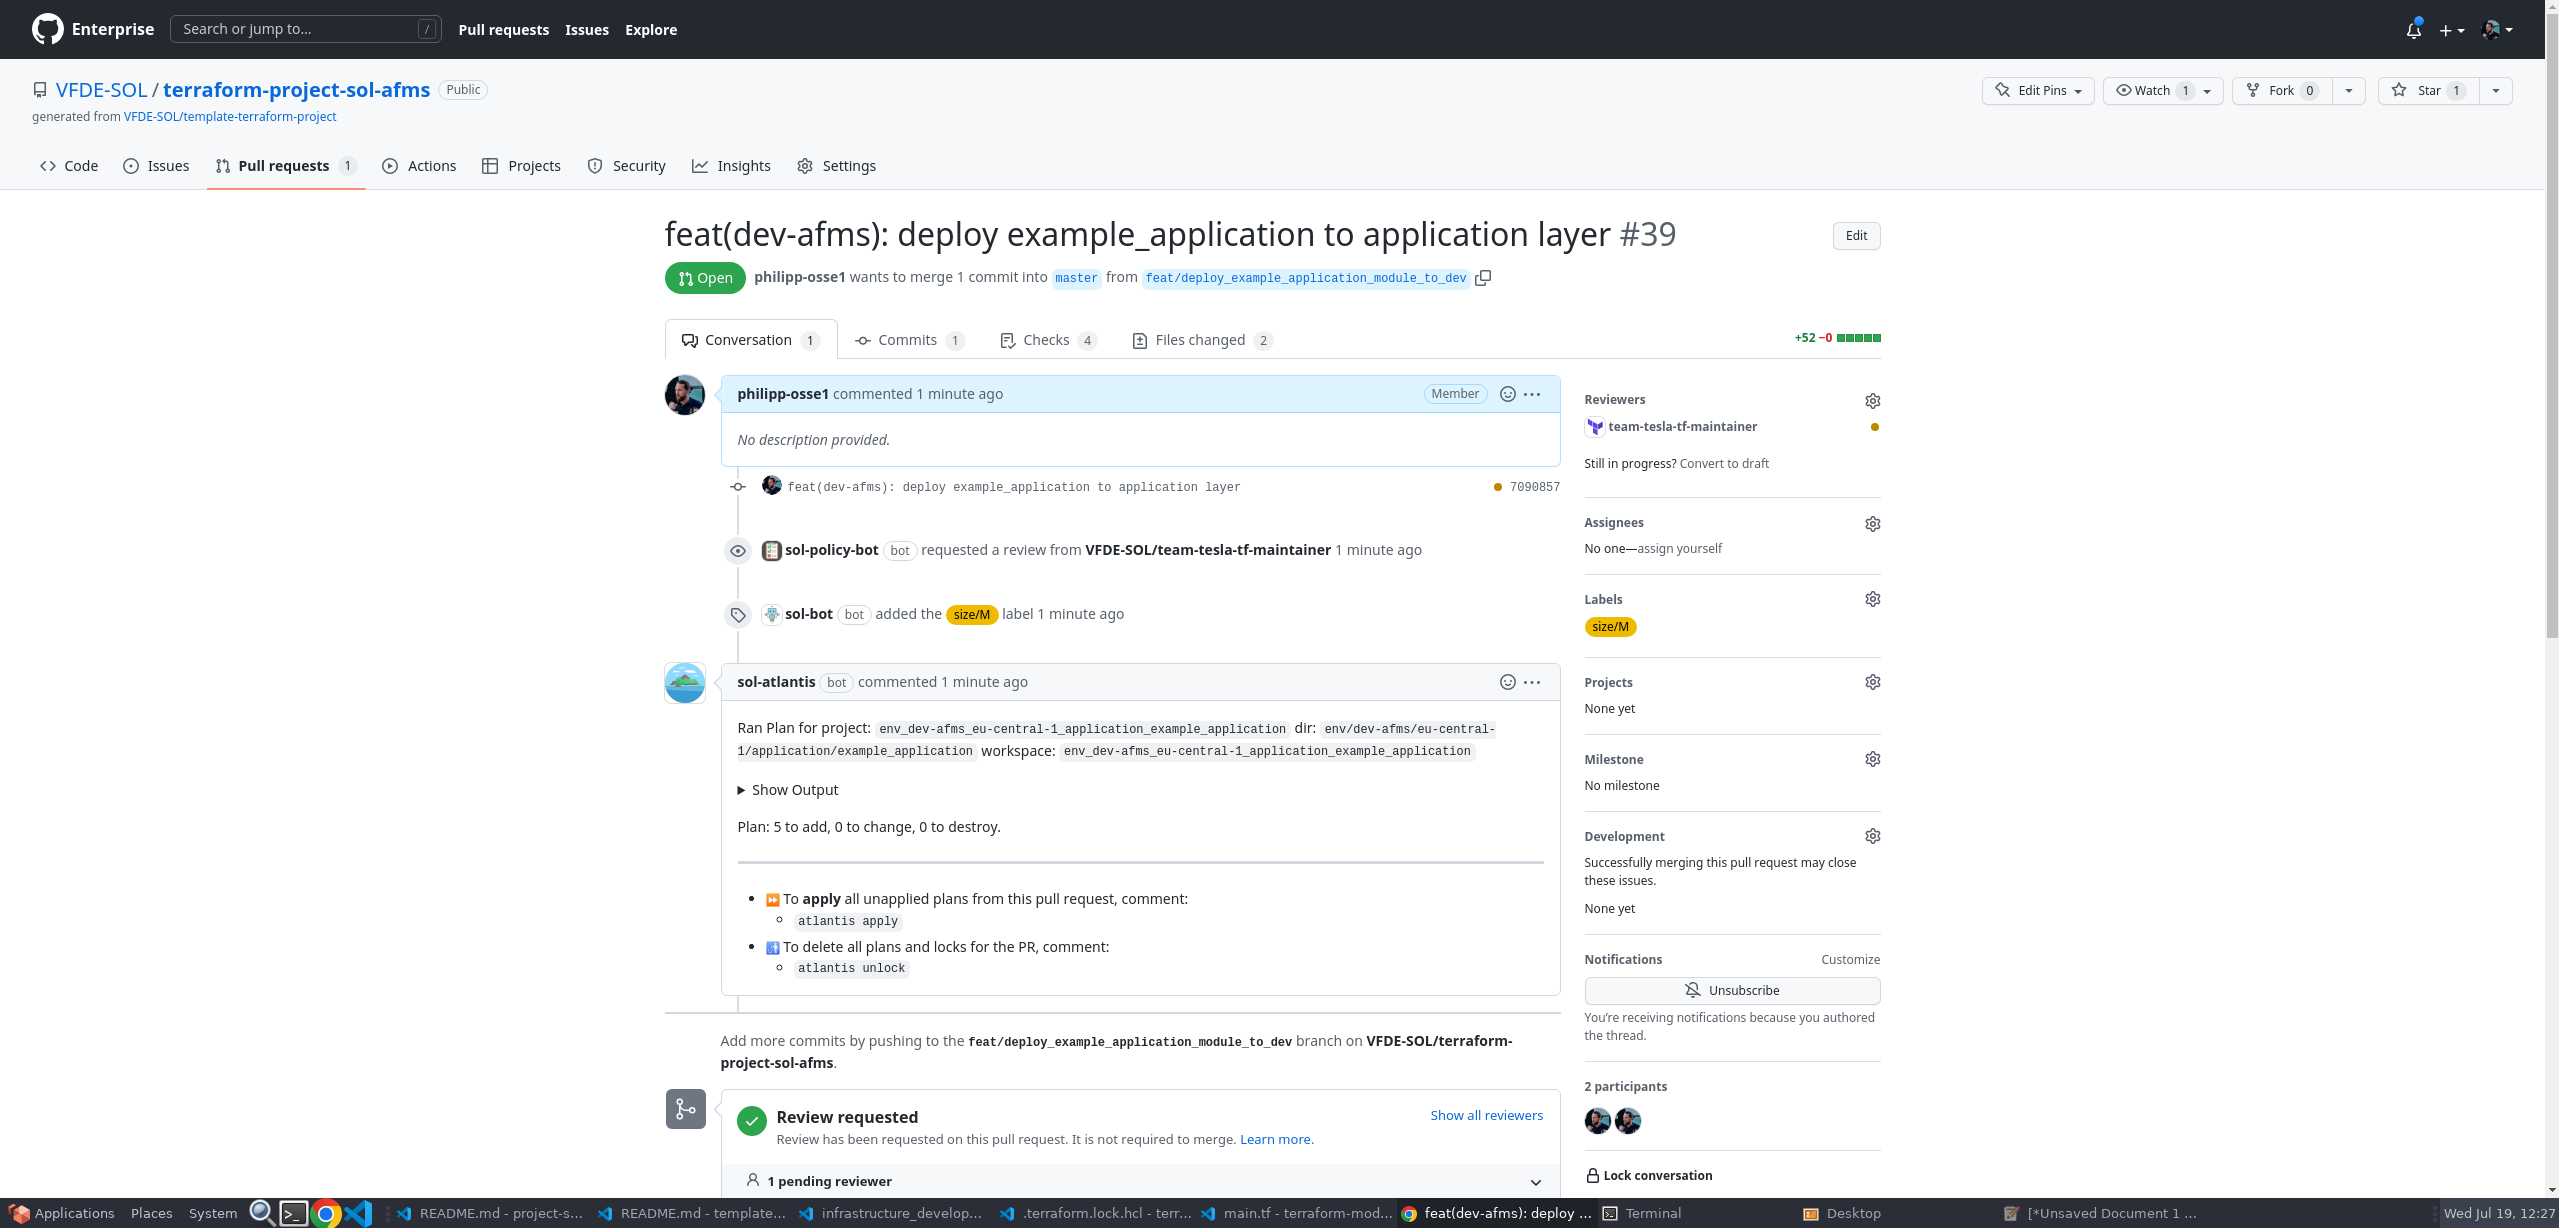 Enterprise
Search or jump to…
/
Pull requests
Issues
Explore
VFDE-SOL / terraform-project-sol-afms
Public
generated from VFDE-SOL/template-terraform-project
Edit Pins
Watch 1
Fork 0
Star 1
Code
Issues
Pull requests 1
Actions
Projects
Security
Insights
Settings
feat(dev-afms): deploy example_application to application layer #39
Edit
Open
philipp-osse1 wants to merge 1 commit into master from feat/deploy_example_application_module_to_dev
Conversation 1
Commits 1
Checks 4
Files changed 2
+52 −0
philipp-osse1 commented 1 minute ago
Member
No description provided.
feat(dev-afms): deploy example_application to application layer
7090857
sol-policy-bot bot requested a review from VFDE-SOL/team-tesla-tf-maintainer 1 minute ago
sol-bot bot added the size/M label 1 minute ago
sol-atlantis bot commented 1 minute ago
Ran Plan for project: env_dev-afms_eu-central-1_application_example_application dir: env/dev-afms/eu-central-
1/application/example_application workspace: env_dev-afms_eu-central-1_application_example_application
Show Output
Plan: 5 to add, 0 to change, 0 to destroy.
To apply all unapplied plans from this pull request, comment:
atlantis apply
To delete all plans and locks for the PR, comment:
atlantis unlock
Add more commits by pushing to the feat/deploy_example_application_module_to_dev branch on VFDE-SOL/terraform-
project-sol-afms.
Review requested
Show all reviewers
Review has been requested on this pull request. It is not required to merge. Learn more.
1 pending reviewer
Reviewers
team-tesla-tf-maintainer
Still in progress? Convert to draft
Assignees
No one—assign yourself
Labels
size/M
Projects
None yet
Milestone
No milestone
Development
Successfully merging this pull request may close
these issues.
None yet
Notifications
Customize
Unsubscribe
You’re receiving notifications because you authored
the thread.
2 participants
Lock conversation
Applications
Places
System
README.md - project-s...
README.md - template...
infrastructure_develop...
.terraform.lock.hcl - terr...
main.tf - terraform-mod...
feat(dev-afms): deploy ...
Terminal
Desktop
[*Unsaved Document 1 ...
Wed Jul 19, 12:27